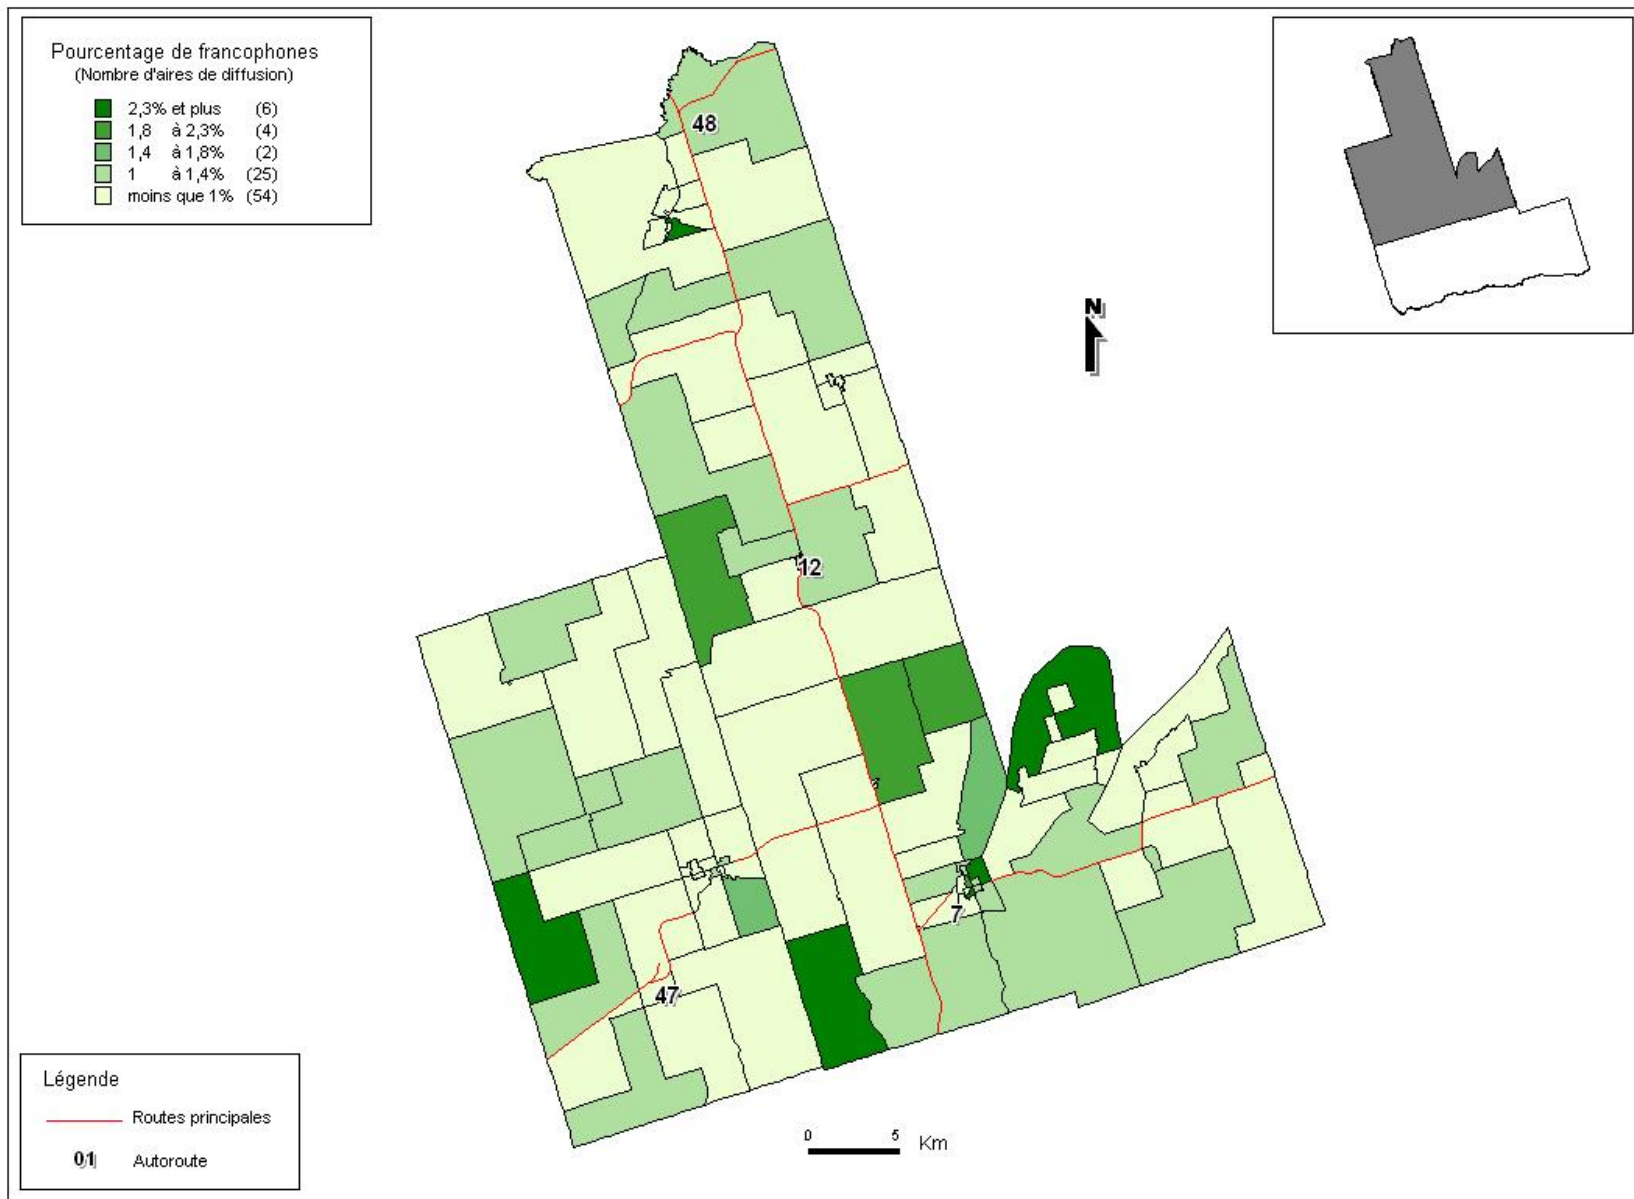 Pourcentage de francophones
(Nombre d'aires de diffusion)
2,3% et plus (6)
1,8 à 2,3% (4)
1,4 à 1,8% (2)
1 à 1,4% (25)
moins que 1% (54)
48
N
12
7
47
Légende
Routes principales
01 Autoroute
0 5 Km